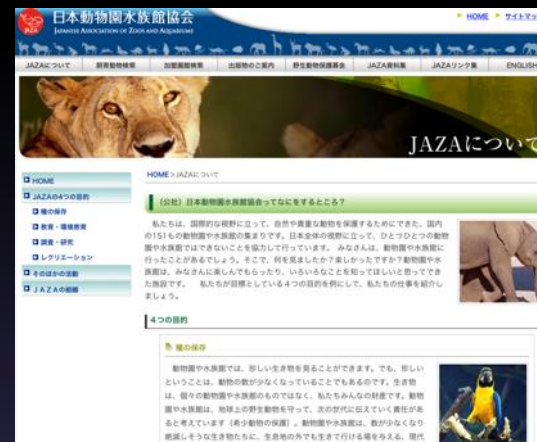 JAZA
日本動物園水族館協会
JAPANESE ASSOCIATION OF ZOOS AND AQUARIUMS
HOME サイトマッ
JAZAについて 飼育動物検索 加盟園館検索 出版物のご案内 野生動物保護募金 JAZA資料集 JAZAリンク集 ENGLISH
JAZAについて
HOME
JAZAの4つの目的
種の保存
教育・環境教育
調査・研究
レクリエーション
そのほかの活動
JAZAの組織
HOME>JAZAについて
(公社)日本動物園水族館協会ってなにをするところ?
私たちは、国際的な視野に立って、自然や貴重な動物を保護するためにできた、国内
の151もの動物園や水族館の集まりです。日本全体の視野に立って、ひとつひとつの動物
園や水族館ではできないことを協力して行っています。 みなさんは、動物園や水族館に
行ったことがあるでしょう。そこで、何を見ましたか?楽しかったですか?動物園や水
族館は、みなさんに楽しんでもらったり、いろいろなことを知ってほしいと思ってでき
た施設です。 私たちが目標としている4つの目的を例にして、私たちの仕事を紹介し
ましょう。
4つの目的
種の保存
動物園や水族館では、珍しい生き物を見ることができます。でも、珍しい
ということは、動物の数が少なくなっていることでもあるのです。生き物
は、個々の動物園や水族館のものではなく、私たちみんなの財産です。動物
園や水族館は、地球上の野生動物を守って、次の世代に伝えていく責任があ
ると考えています(希少動物の保護)。動物園や水族館は、数が少なくなり
絶滅しそうな生き物たちに、生息地の外でも生きて行ける場を与える、現代